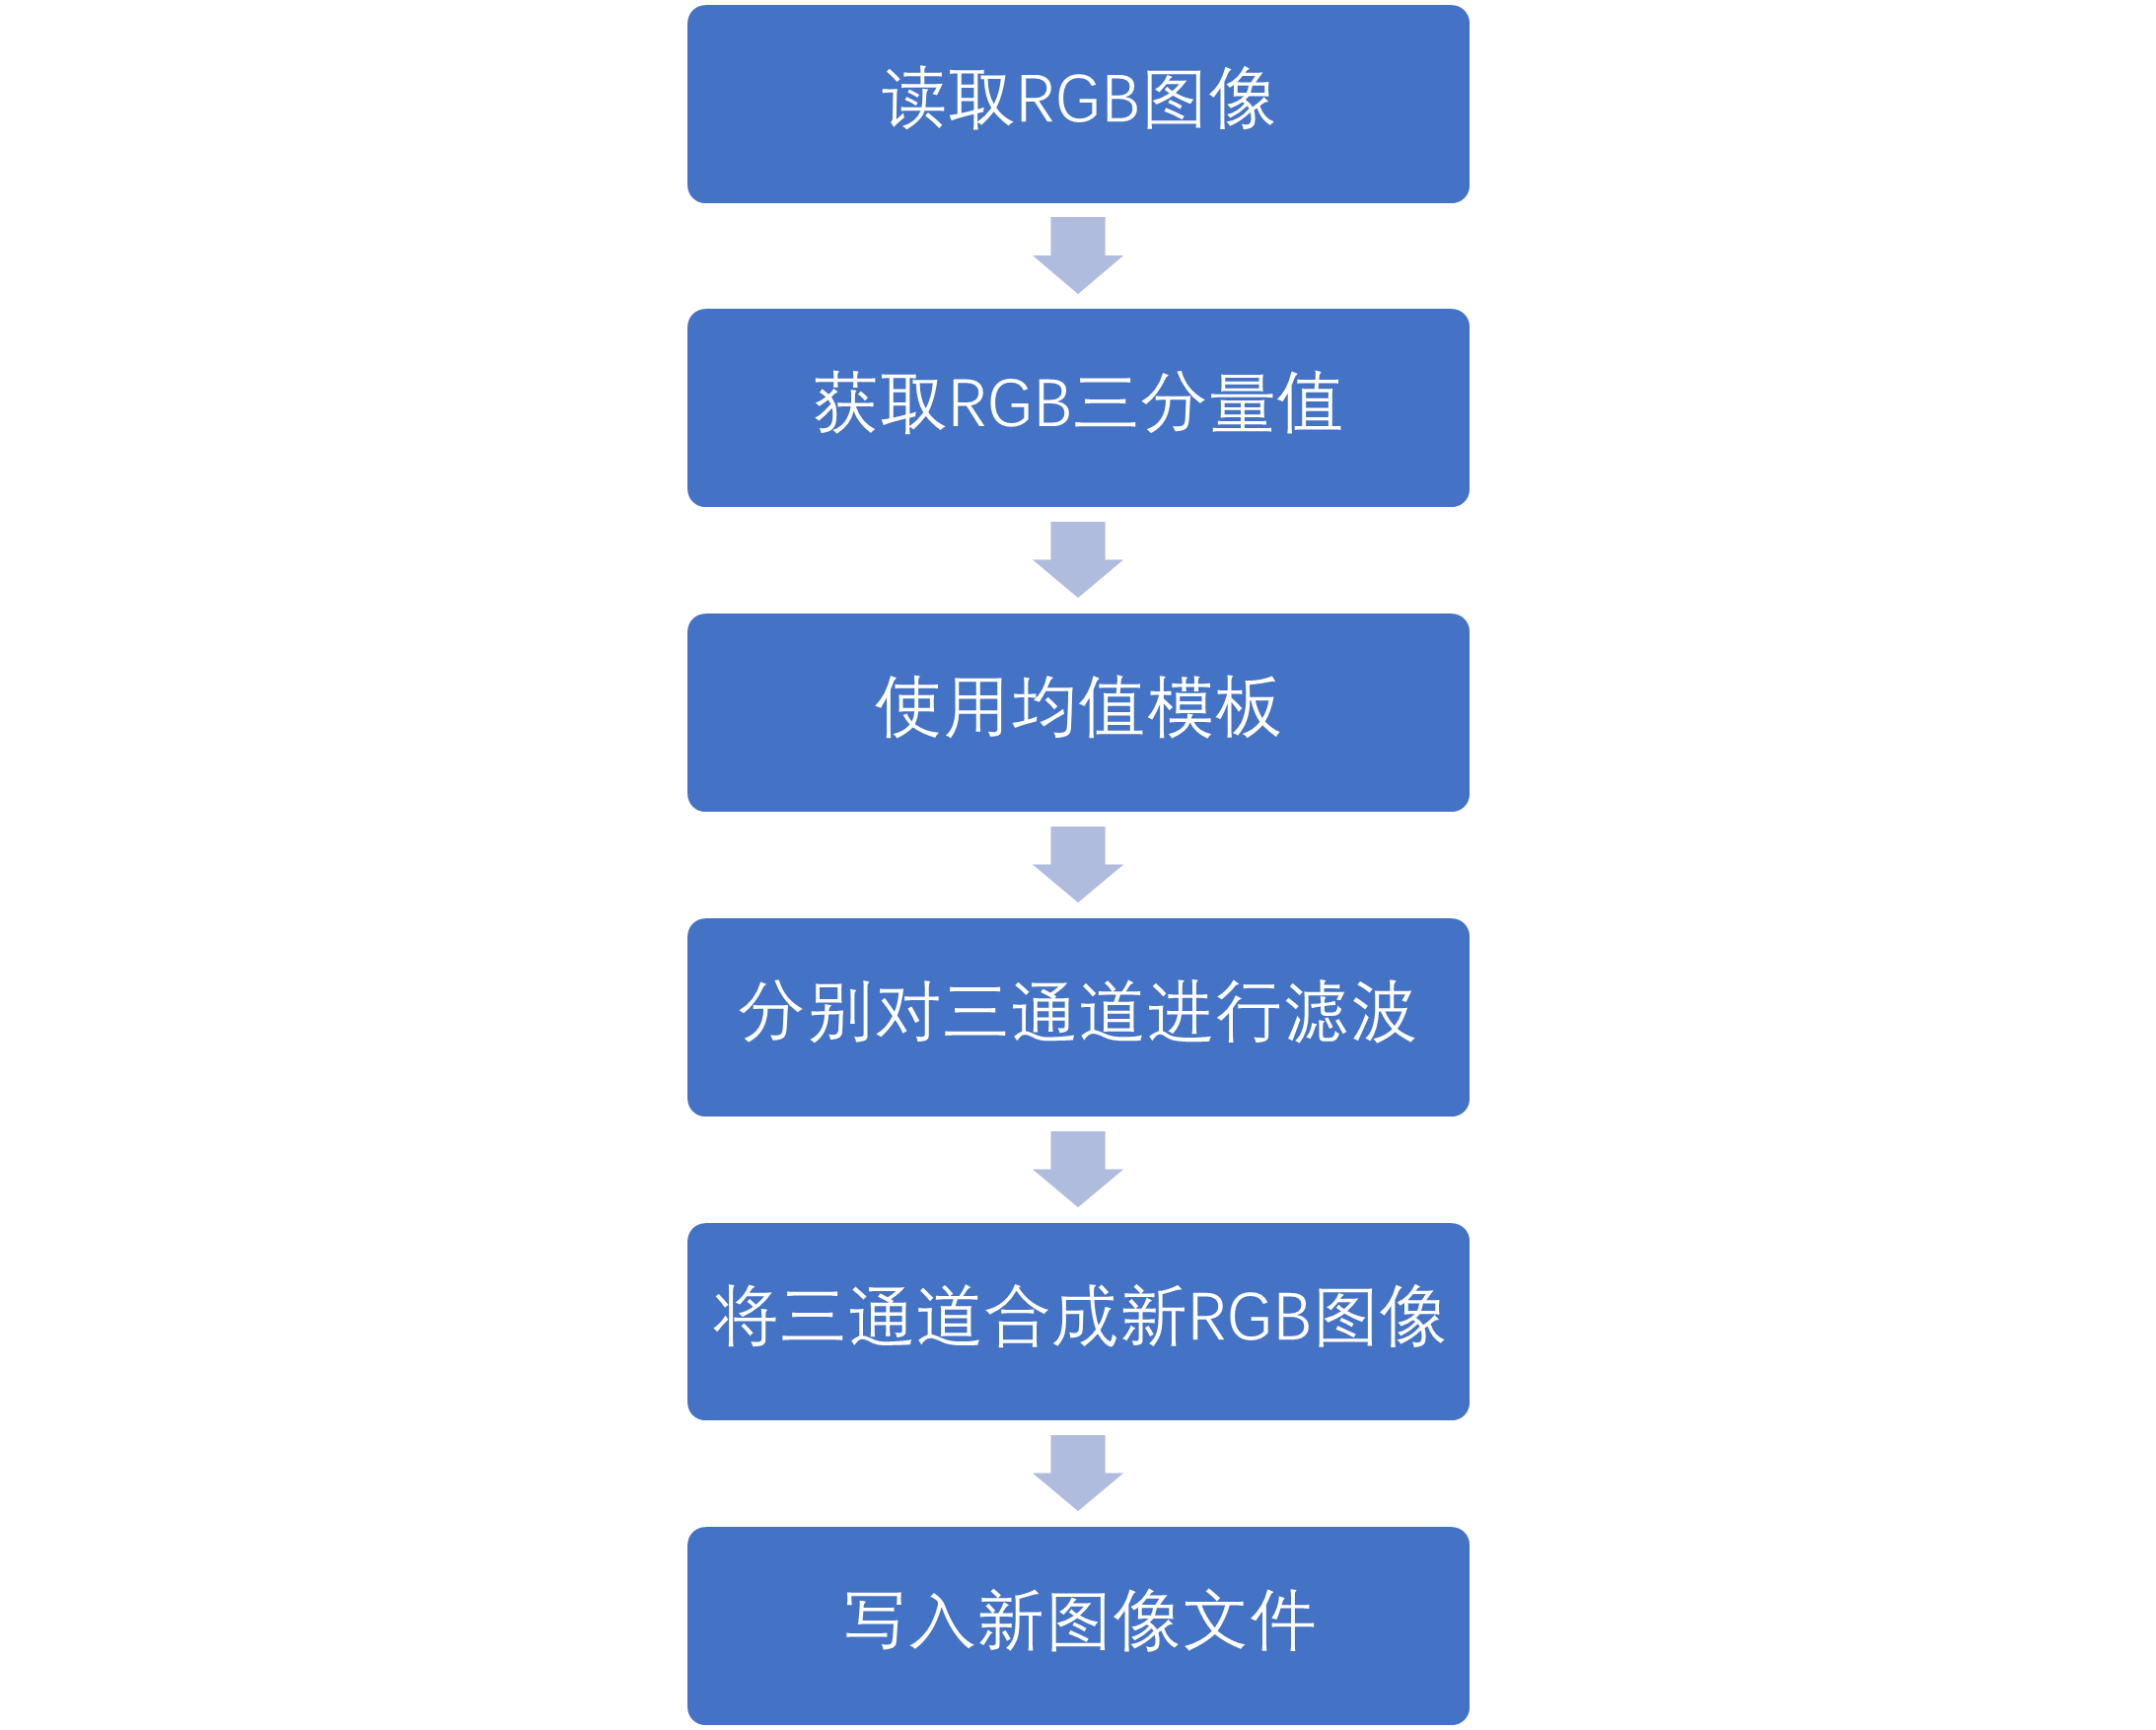 读取RGB图像
获取RGB三分量值
使用均值模板
分别对三通道进行滤波
将三通道合成新RGB图像
写入新图像文件